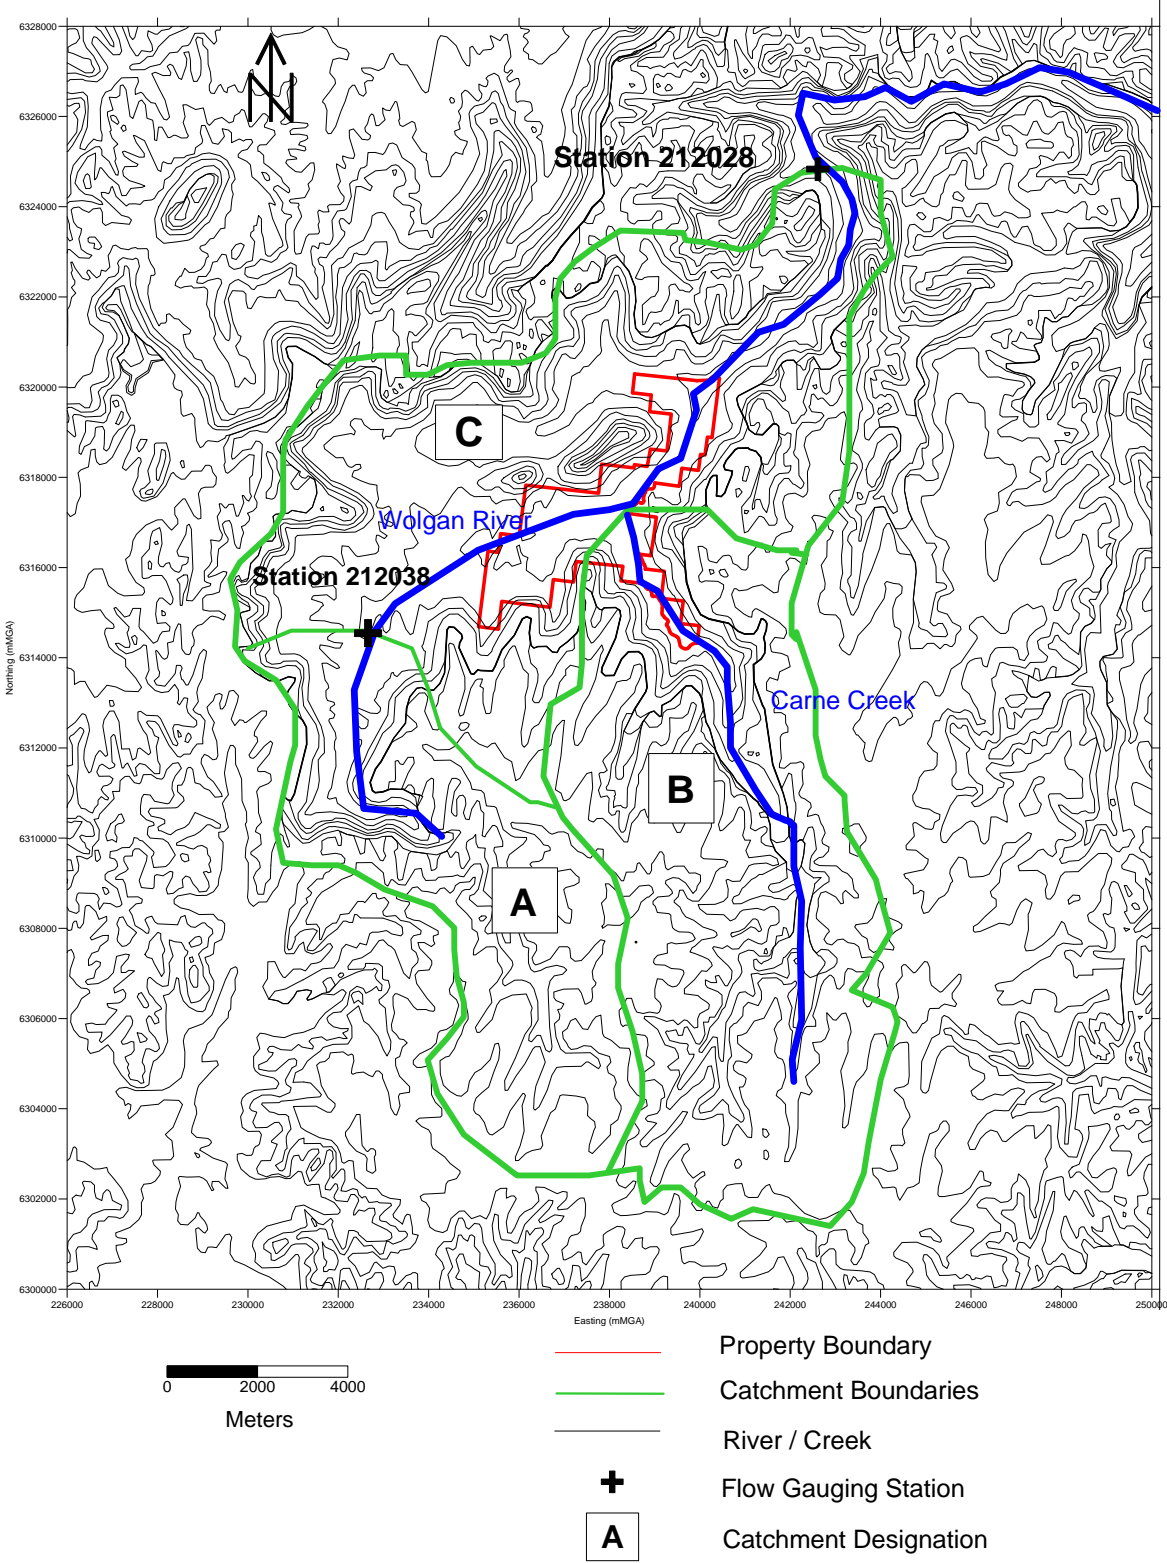 6328000
6326000
6324000
6322000
6320000
6318000
6316000
6314000
6312000
6310000
6308000
6306000
6304000
6302000
6300000
Northing (mMGA)
N
Station 212028
C
Wolgan River
Station 212038
Carne Creek
B
A
226000 228000 230000 232000 234000 236000 238000 240000 242000 244000 246000 248000 250000
Easting (mMGA)
0 2000 4000
Meters
Property Boundary
Catchment Boundaries
River / Creek
Flow Gauging Station
A Catchment Designation